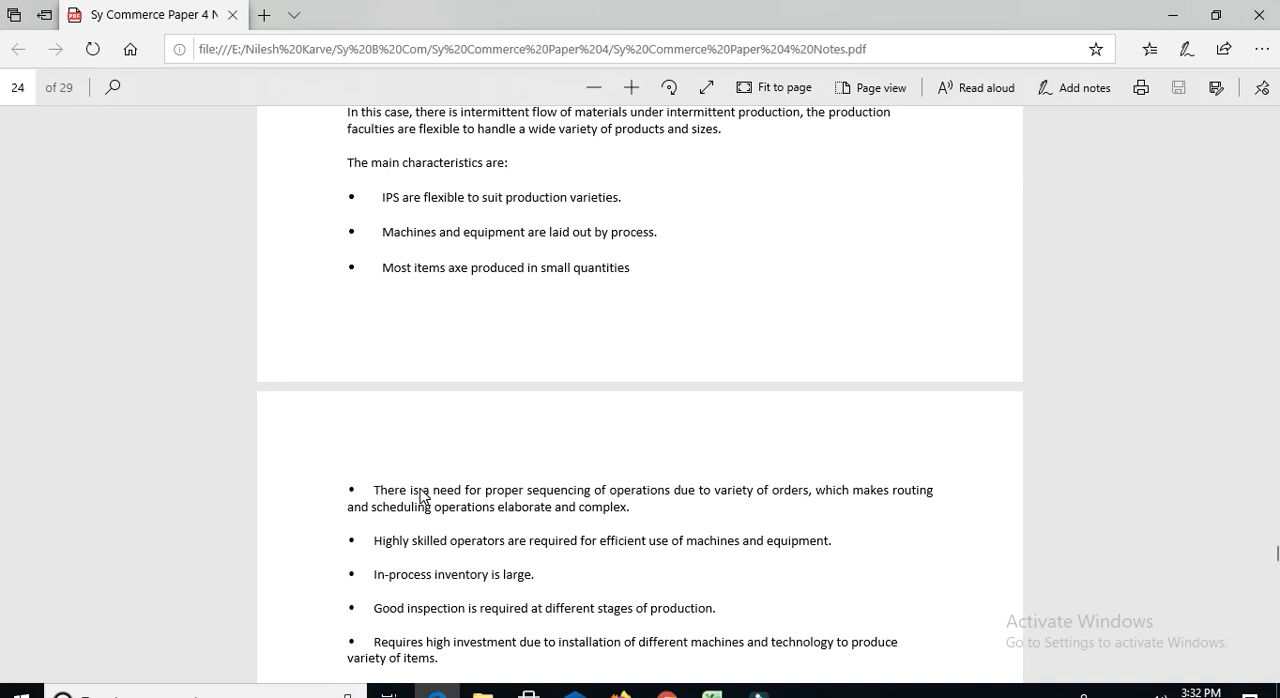 Sy Commerce Paper 4 N
file:///E:/Nilesh%20Karve/Sy%20B%20Com/Sy%20Commerce%20Paper%204/Sy%20Commerce%20Paper%204%20Notes.pdf
24 of 29 Fit to page Page view Read aloud Add notes
In this case, there is intermittent flow of materials under intermittent production, the production
faculties are flexible to handle a wide variety of products and sizes.
The main characteristics are:
• IPS are flexible to suit production varieties.
• Machines and equipment are laid out by process.
• Most items axe produced in small quantities
• There is a need for proper sequencing of operations due to variety of orders, which makes routing
and scheduling operations elaborate and complex.
• Highly skilled operators are required for efficient use of machines and equipment.
• In-process inventory is large.
• Good inspection is required at different stages of production.
• Requires high investment due to installation of different machines and technology to produce
variety of items.
Activate Windows
Go to Settings to activate Windows.
3:32 PM